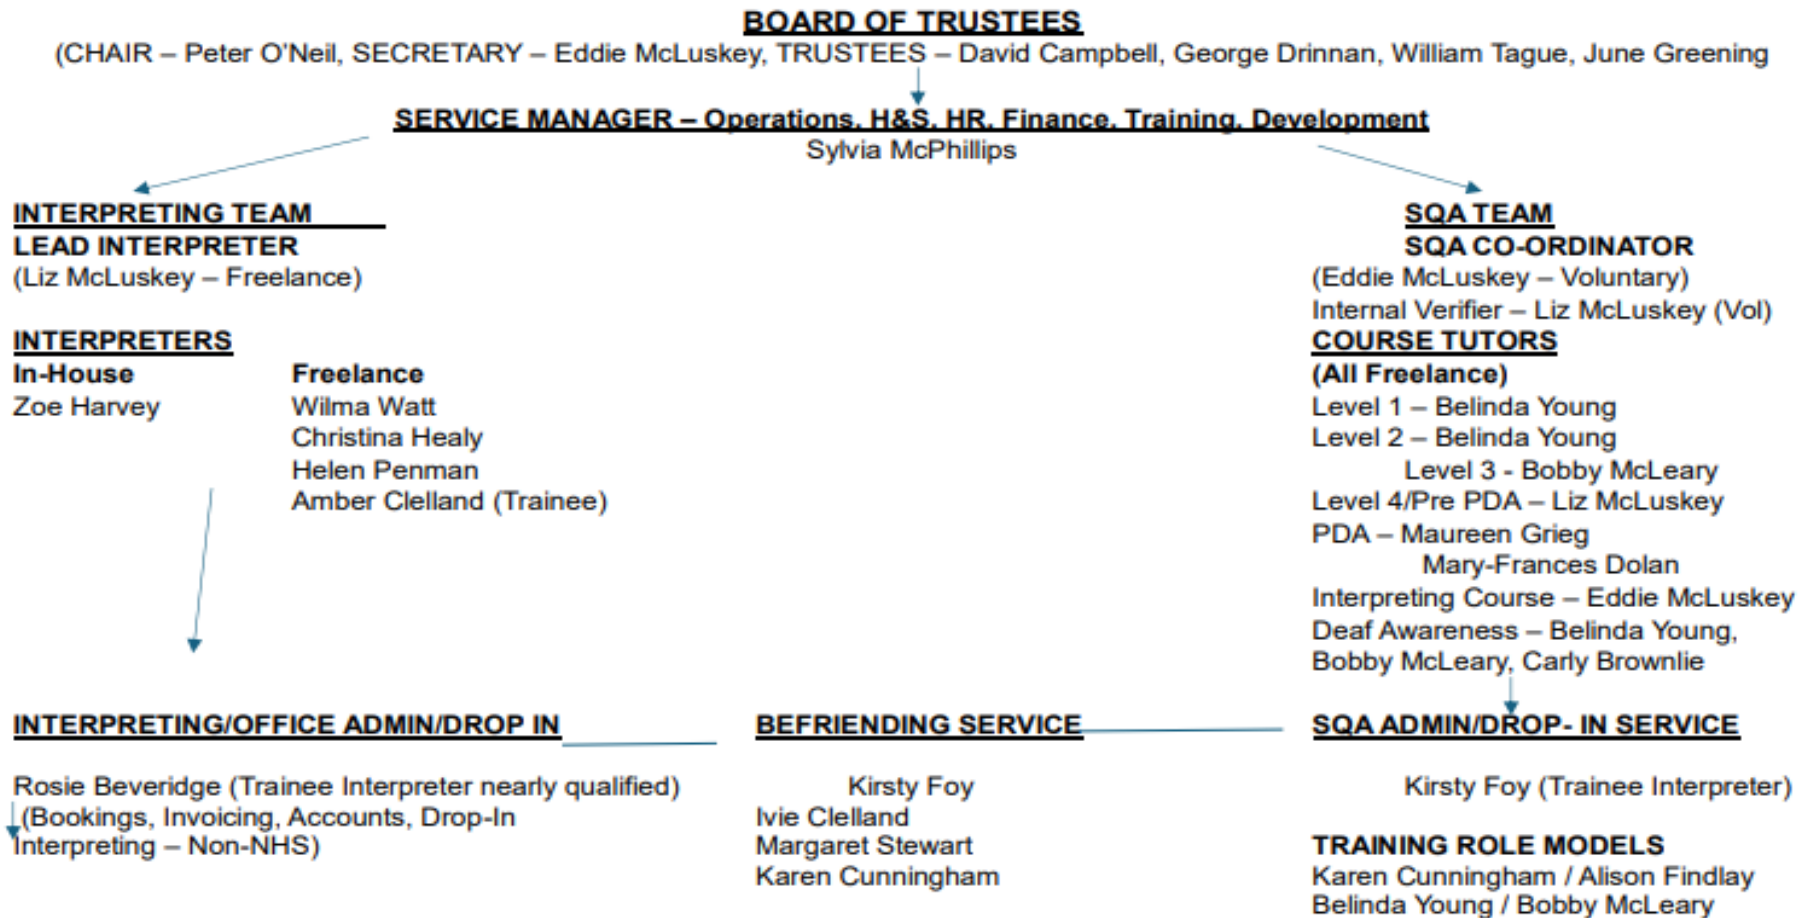 BOARD OF TRUSTEES
(CHAIR – Peter O'Neil, SECRETARY – Eddie McLuskey, TRUSTEES – David Campbell, George Drinnan, William Tague, June Greening
SERVICE MANAGER – Operations, H&S, HR, Finance, Training, Development
Sylvia McPhillips
INTERPRETING TEAM
LEAD INTERPRETER
(Liz McLuskey – Freelance)
INTERPRETERS
In-House
Zoe Harvey
Freelance
Wilma Watt
Christina Healy
Helen Penman
Amber Clelland (Trainee)
SQA TEAM
SQA CO-ORDINATOR
(Eddie McLuskey – Voluntary)
Internal Verifier – Liz McLuskey (Vol)
COURSE TUTORS
(All Freelance)
Level 1 – Belinda Young
Level 2 – Belinda Young
Level 3 - Bobby McLeary
Level 4/Pre PDA – Liz McLuskey
PDA – Maureen Grieg
Mary-Frances Dolan
Interpreting Course – Eddie McLuskey
Deaf Awareness – Belinda Young,
Bobby McLeary, Carly Brownlie
INTERPRETING/OFFICE ADMIN/DROP IN
Rosie Beveridge (Trainee Interpreter nearly qualified)
(Bookings, Invoicing, Accounts, Drop-In
Interpreting – Non-NHS)
BEFRIENDING SERVICE
Kirsty Foy
Ivie Clelland
Margaret Stewart
Karen Cunningham
SQA ADMIN/DROP- IN SERVICE
Kirsty Foy (Trainee Interpreter)
TRAINING ROLE MODELS
Karen Cunningham / Alison Findlay
Belinda Young / Bobby McLeary